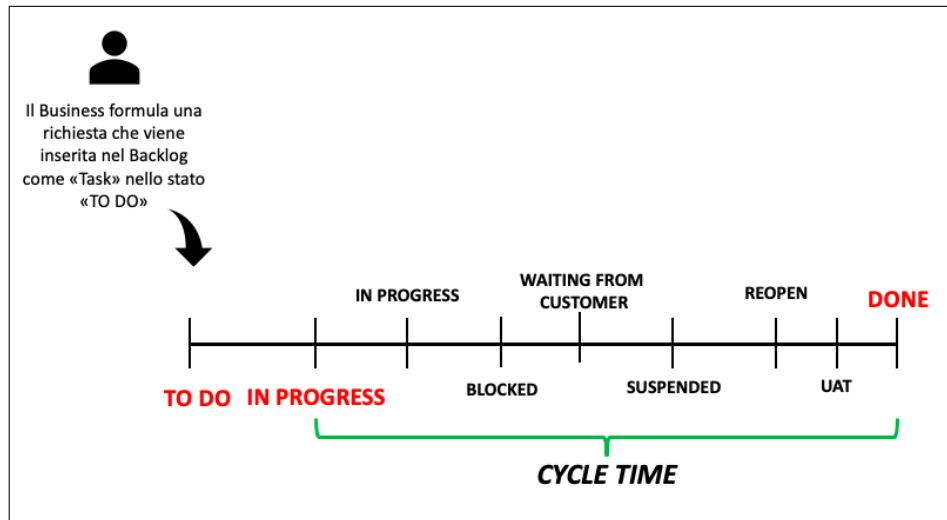 Il Business formula una
richiesta che viene
inserita nel Backlog
come «Task» nello stato
«TO DO»
WAITING FROM
CUSTOMER
IN PROGRESS
REOPEN
DONE
TO DO
IN PROGRESS
BLOCKED
SUSPENDED
UAT
CYCLE TIME